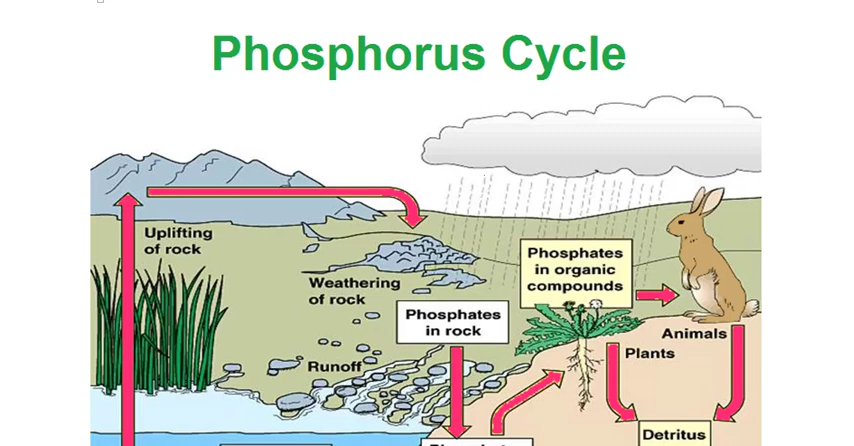 Phosphorus Cycle
Uplifting
of rock
Weathering
of rock
Phosphates
in organic
compounds
Phosphates
in rock
Animals
Plants
Runoff
Detritus